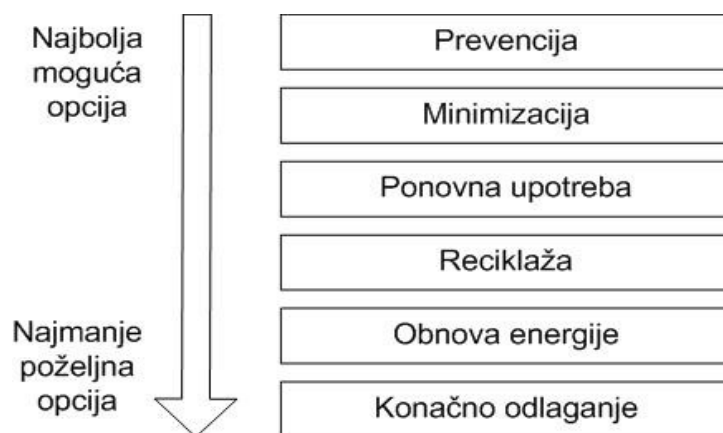 Najbolja
moguća
opcija
Prevencija
Minimizacija
Ponovna upotreba
Reciklaža
Obnova energije
Konačno odlaganje
Najmanje
poželjna
opcija